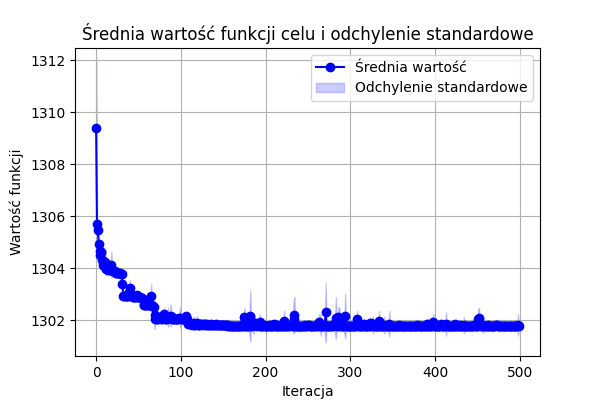 Średnia wartość funkcji celu i odchylenie standardowe
Średnia wartość
Odchylenie standardowe
Wartość funkcji
1312
1310
1308
1306
1304
1302
0 100 200 300 400 500
Iteracja